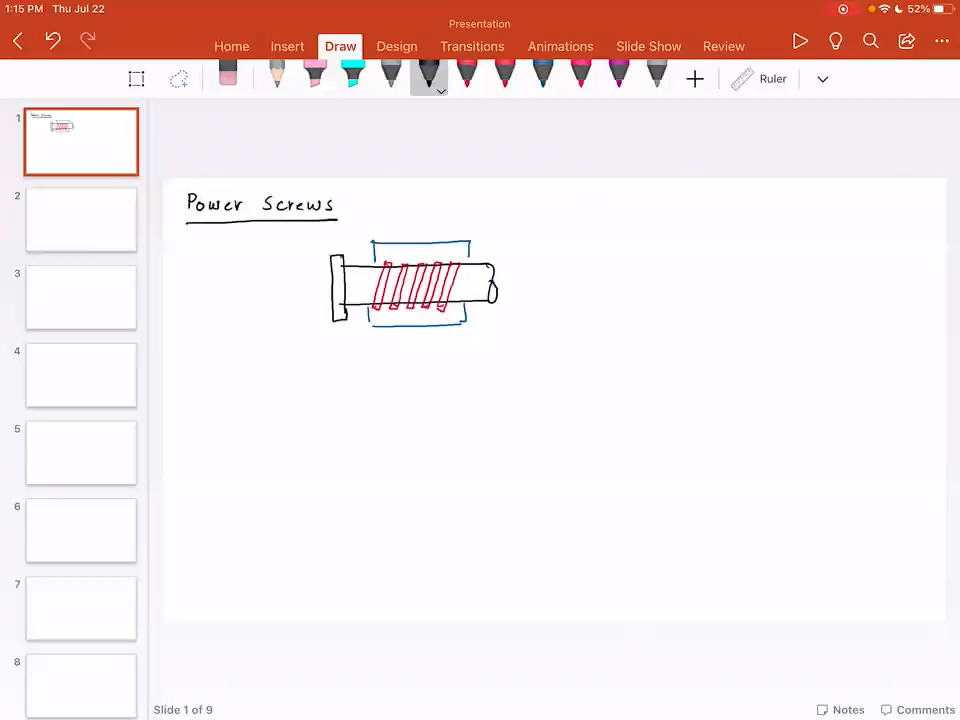 1:15 PM Thu Jul 22
52%
Presentation
Home Insert Draw Design Transitions Animations Slide Show Review
Ruler
1
2
3
4
5
6
7
8
Power Screws
Slide 1 of 9
Notes
Comments